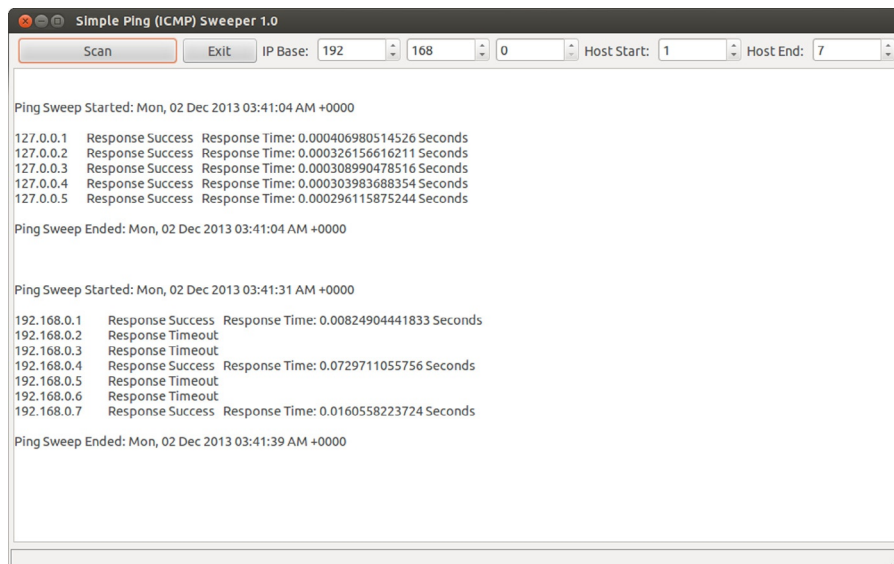 Simple Ping (ICMP) Sweeper 1.0
Scan Exit IP Base: 192 168 0 Host Start: 1 Host End: 7
Ping Sweep Started: Mon, 02 Dec 2013 03:41:04 AM +0000
127.0.0.1 Response Success Response Time: 0.000406980514526 Seconds
127.0.0.2 Response Success Response Time: 0.000326156616211 Seconds
127.0.0.3 Response Success Response Time: 0.000308990478516 Seconds
127.0.0.4 Response Success Response Time: 0.000303983688354 Seconds
127.0.0.5 Response Success Response Time: 0.000296115875244 Seconds
Ping Sweep Ended: Mon, 02 Dec 2013 03:41:04 AM +0000
Ping Sweep Started: Mon, 02 Dec 2013 03:41:31 AM +0000
192.168.0.1 Response Success Response Time: 0.00824904441833 Seconds
192.168.0.2 Response Timeout
192.168.0.3 Response Timeout
192.168.0.4 Response Success Response Time: 0.0729711055756 Seconds
192.168.0.5 Response Timeout
192.168.0.6 Response Timeout
192.168.0.7 Response Success Response Time: 0.0160558223724 Seconds
Ping Sweep Ended: Mon, 02 Dec 2013 03:41:39 AM +0000